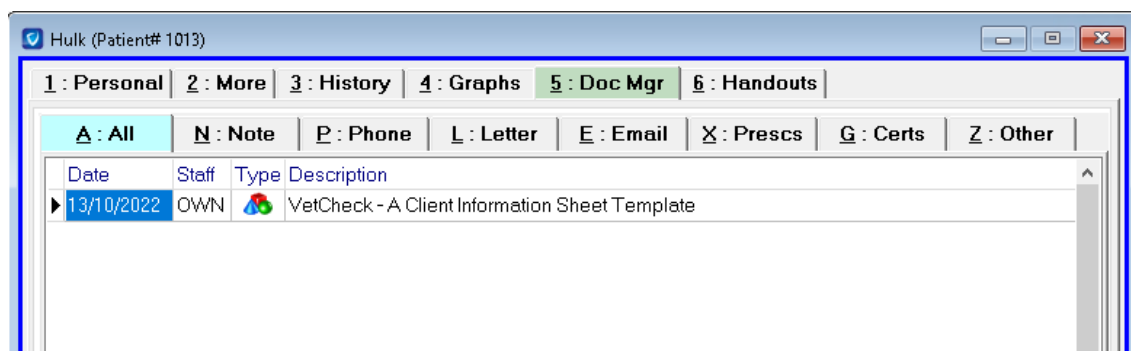 Hulk (Patient# 1013)
1 : Personal 2 : More 3 : History 4 : Graphs 5 : Doc Mgr 6 : Handouts
A : All N : Note P : Phone L : Letter E : Email X : Prescs G : Certs Z : Other
Date Staff Type Description
13/10/2022 OWN VetCheck - A Client Information Sheet Template